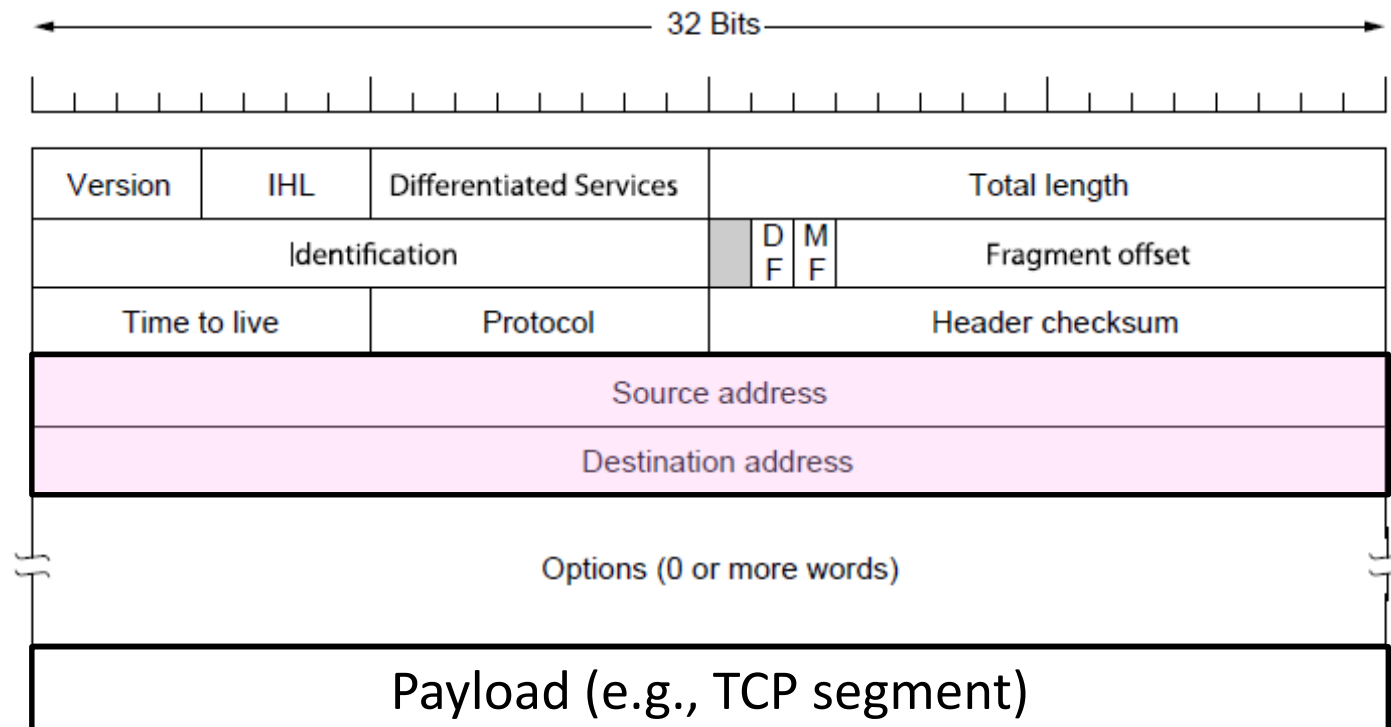 32 Bits
Version IHL Differentiated Services Total length
Identification D F M F Fragment offset
Time to live Protocol Header checksum
Source address
Destination address
Options (0 or more words)
Payload (e.g., TCP segment)